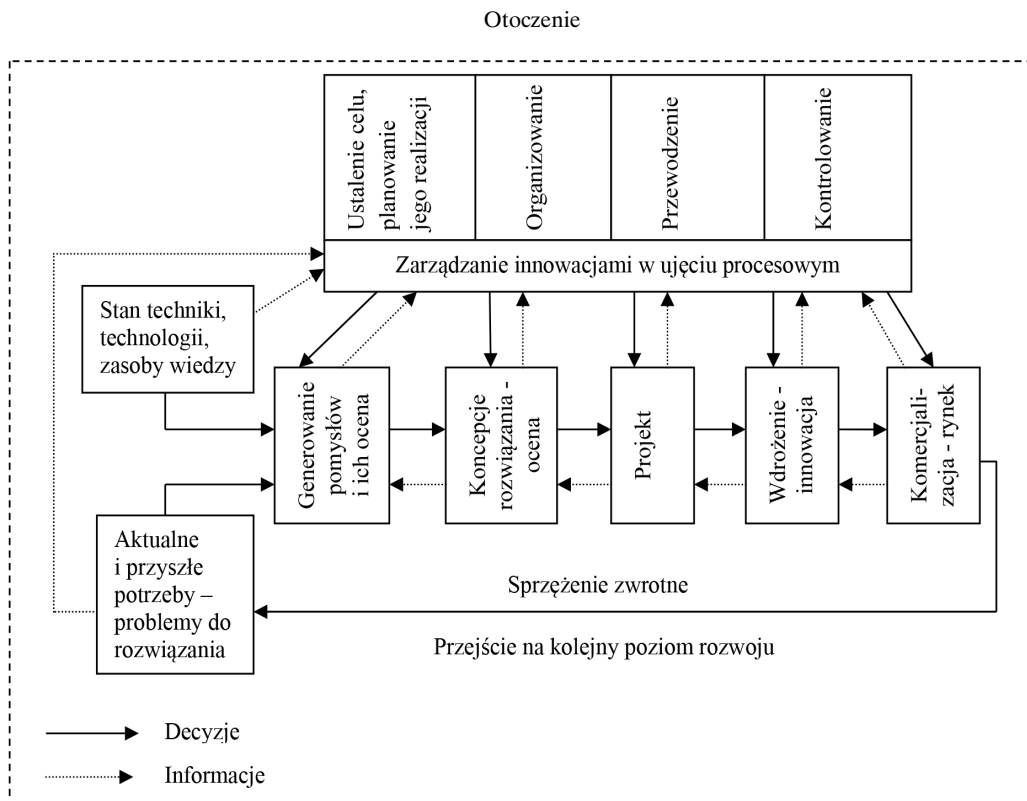 Otoczenie
Ustalenie celu,
planowanie
jego realizacji
Organizowanie
Przewodzenie
Kontrolowanie
Zarządzanie innowacjami w ujęciu procesowym
Stan techniki,
technologii,
zasoby wiedzy
Generowanie
pomysłów
i ich ocena
Koncepcje
rozwiązania -
ocena
Projekt
Wdrożenie -
innowacja
Komercjali-
zacja - rynek
Aktualne
i przyszłe
potrzeby –
problemy do
rozwiązania
Sprzężenie zwrotne
Przejście na kolejny poziom rozwoju
Decyzje
Informacje